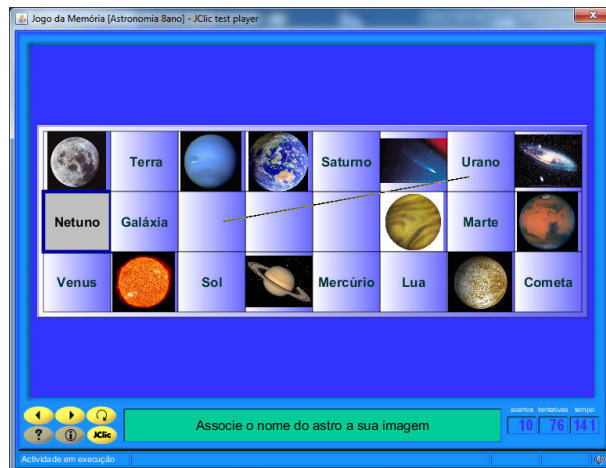 Jogo da Memória [Astronomia 8ano] - JClic test player
Terra
Saturno
Urano
Netuno
Galáxia
Marte
Venus
Sol
Mercúrio
Lua
Cometa
Associe o nome do astro a sua imagem
acertos tentativas tempo
10 76 141
? i JClic
Actividade em execução